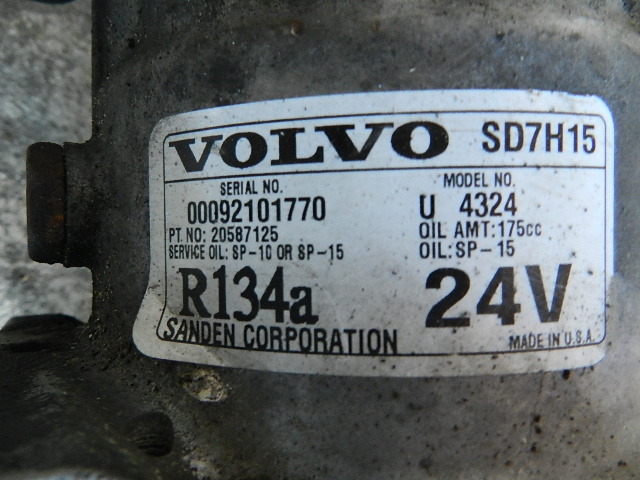 VOLVO SD7H15
SERIAL NO. MODEL NO.
00092101770 U 4324
PT. NO: 20587125 OIL AMT:175cc
SERVICE OIL: SP-10 OR SP-15 OIL:SP-15
R134a 24V
SANDEN CORPORATION MADE IN U.S.A.